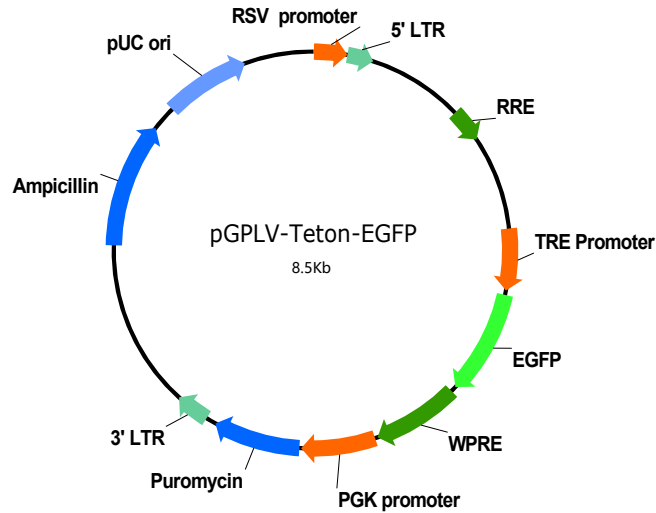 RSV promoter
5' LTR
pUC ori
RRE
Ampicillin
pGPLV-Teton-EGFP
8.5Kb
TRE Promoter
EGFP
3' LTR
WPRE
Puromycin
PGK promoter